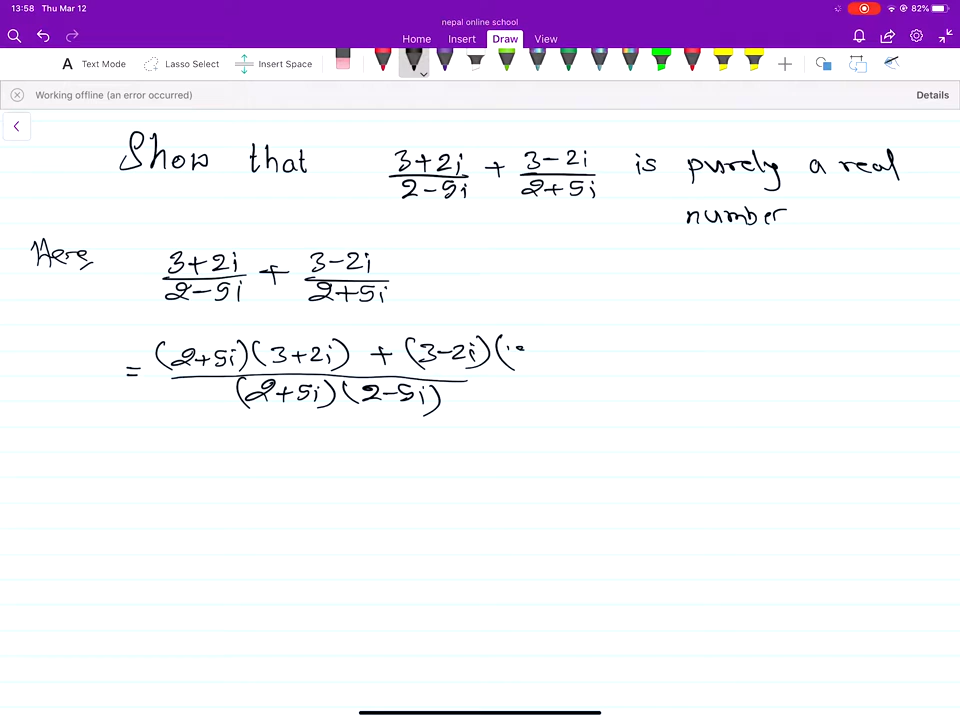 13:58 Thu Mar 12 82%
nepal online school
Home Insert Draw View
A Text Mode Lasso Select Insert Space
Working offline (an error occurred) Details
Show that (3+2i)/(2-5i) + (3-2i)/(2+5i) is purely a real
number
Here,
(3+2i)/(2-5i) + (3-2i)/(2+5i)
= ((2+5i)(3+2i) + (3-2i)(
(2+5i)(2-5i)